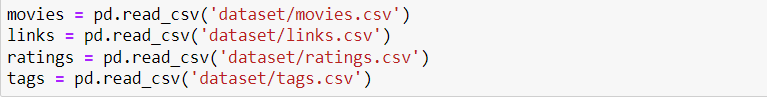 movies = pd.read_csv('dataset/movies.csv')
links = pd.read_csv('dataset/links.csv')
ratings = pd.read_csv('dataset/ratings.csv')
tags = pd.read_csv('dataset/tags.csv')